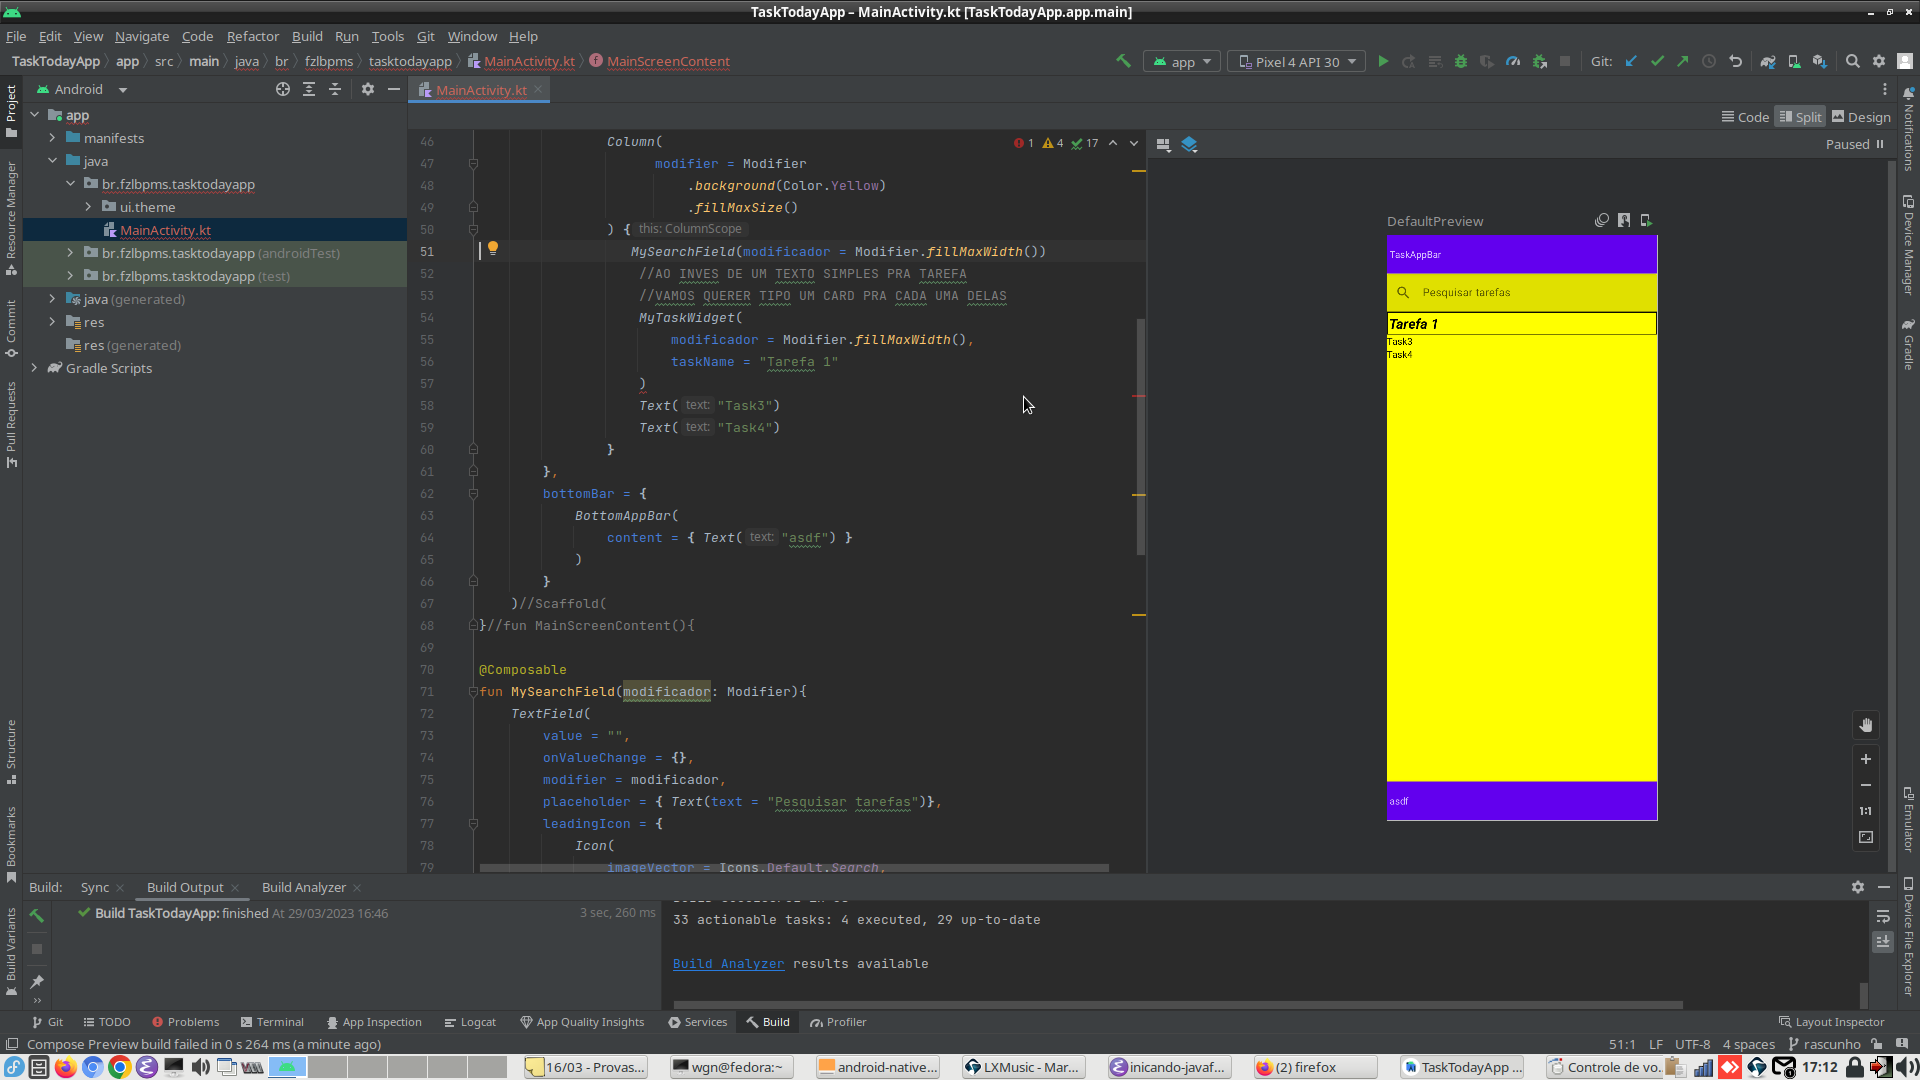 TaskTodayApp – MainActivity.kt [TaskTodayApp.app.main]
File Edit View Navigate Code Refactor Build Run Tools Git Window Help
TaskTodayApp app src main java br fzlbpms tasktodayapp MainActivity.kt MainScreenContent app Pixel 4 API 30 Git:
Android MainActivity.kt
Code Split Design
Paused
Project
Resource Manager
Commit
Pull Requests
Structure
Bookmarks
Build Variants
app
manifests
java
br.fzlbpms.tasktodayapp
ui.theme
MainActivity.kt
br.fzlbpms.tasktodayapp (androidTest)
br.fzlbpms.tasktodayapp (test)
java (generated)
res
res (generated)
Gradle Scripts
1 4 17
46 Column(
47 modifier = Modifier
48 .background(Color.Yellow)
49 .fillMaxSize()
50 ) { this: ColumnScope
51 MySearchField(modificador = Modifier.fillMaxWidth())
52 //AO INVES DE UM TEXTO SIMPLES PRA TAREFA
53 //VAMOS QUERER TIPO UM CARD PRA CADA UMA DELAS
54 MyTaskWidget(
55 modificador = Modifier.fillMaxWidth(),
56 taskName = "Tarefa 1"
57 )
58 Text( text: "Task3")
59 Text( text: "Task4")
60 }
61 },
62 bottomBar = {
63 BottomAppBar(
64 content = { Text( text: "asdf") }
65 )
66 }
67 )//Scaffold(
68 }//fun MainScreenContent(){
69
70 @Composable
71 fun MySearchField(modificador: Modifier){
72 TextField(
73 value = "",
74 onValueChange = {},
75 modifier = modificador,
76 placeholder = { Text(text = "Pesquisar tarefas")},
77 leadingIcon = {
78 Icon(
79 imageVector = Icons.Default.Search,
DefaultPreview
TaskAppBar
Pesquisar tarefas
Tarefa 1
Task3
Task4
asdf
1:1
Notifications
Device Manager
Gradle
Emulator
Device File Explorer
Build: Sync Build Output Build Analyzer
Build TaskTodayApp: finished At 29/03/2023 16:46 3 sec, 260 ms
33 actionable tasks: 4 executed, 29 up-to-date
Build Analyzer results available
Git TODO Problems Terminal App Inspection Logcat App Quality Insights Services Build Profiler Layout Inspector
Compose Preview build failed in 0 s 264 ms (a minute ago) 51:1 LF UTF-8 4 spaces rascunho
16/03 - Provas... wgn@fedora:~ android-native... LXMusic - Mar... inicando-javaf... (2) firefox TaskTodayApp ... Controle de vo... 17:12